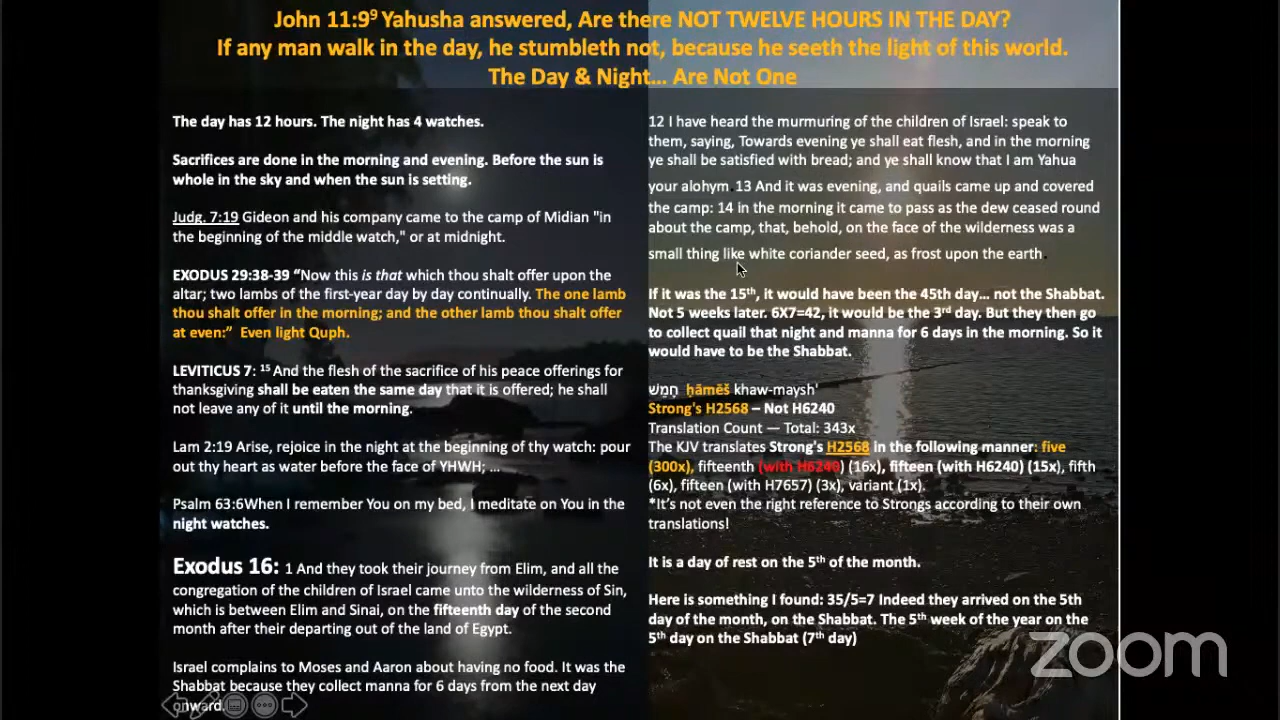 John 11:9⁹ Yahusha answered, Are there NOT TWELVE HOURS IN THE DAY?
If any man walk in the day, he stumbleth not, because he seeth the light of this world.
The Day & Night... Are Not One
The day has 12 hours. The night has 4 watches.
Sacrifices are done in the morning and evening. Before the sun is
whole in the sky and when the sun is setting.
Judg. 7:19 Gideon and his company came to the camp of Midian "in
the beginning of the middle watch," or at midnight.
EXODUS 29:38-39 “Now this is that which thou shalt offer upon the
altar; two lambs of the first-year day by day continually. The one lamb
thou shalt offer in the morning; and the other lamb thou shalt offer
at even:” Even light Quph.
LEVITICUS 7: ¹⁵ And the flesh of the sacrifice of his peace offerings for
thanksgiving shall be eaten the same day that it is offered; he shall
not leave any of it until the morning.
Lam 2:19 Arise, rejoice in the night at the beginning of thy watch: pour
out thy heart as water before the face of YHWH; ...
Psalm 63:6When I remember You on my bed, I meditate on You in the
night watches.
Exodus 16: 1 And they took their journey from Elim, and all the
congregation of the children of Israel came unto the wilderness of Sin,
which is between Elim and Sinai, on the fifteenth day of the second
month after their departing out of the land of Egypt.
Israel complains to Moses and Aaron about having no food. It was the
Shabbat because they collect manna for 6 days from the next day
onward.
12 I have heard the murmuring of the children of Israel: speak to
them, saying, Towards evening ye shall eat flesh, and in the morning
ye shall be satisfied with bread; and ye shall know that I am Yahua
your alohym.13 And it was evening, and quails came up and covered
the camp: 14 in the morning it came to pass as the dew ceased round
about the camp, that, behold, on the face of the wilderness was a
small thing like white coriander seed, as frost upon the earth.
If it was the 15th, it would have been the 45th day... not the Shabbat.
Not 5 weeks later. 6X7=42, it would be the 3rd day. But they then go
to collect quail that night and manna for 6 days in the morning. So it
would have to be the Shabbat.
חָמֵשׁ ḥāmēš khaw-maysh'
Strong's H2568 – Not H6240
Translation Count — Total: 343x
The KJV translates Strong's H2568 in the following manner: five
(300x), fifteenth (with H6240) (16x), fifteen (with H6240) (15x), fifth
(6x), fifteen (with H7657) (3x), variant (1x).
*It’s not even the right reference to Strongs according to their own
translations!
It is a day of rest on the 5th of the month.
Here is something I found: 35/5=7 Indeed they arrived on the 5th
day of the month, on the Shabbat. The 5th week of the year on the
5th day on the Shabbat (7th day)
zoom